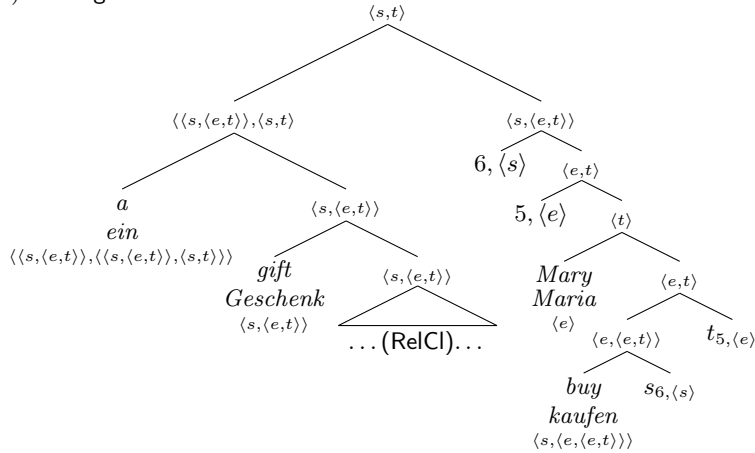 ⟨s,t⟩
⟨⟨s,⟨e,t⟩⟩,⟨s,t⟩ ⟨s,⟨e,t⟩⟩
6,⟨s⟩ ⟨e,t⟩
a ⟨s,⟨e,t⟩⟩ 5,⟨e⟩ ⟨t⟩
ein
⟨⟨s,⟨e,t⟩⟩,⟨⟨s,⟨e,t⟩⟩,⟨s,t⟩⟩⟩
gift ⟨s,⟨e,t⟩⟩ Mary ⟨e,t⟩
Geschenk Maria
⟨s,⟨e,t⟩⟩ ⟨e⟩
...(RelCl)... ⟨e,⟨e,t⟩⟩ t5,⟨e⟩
buy s6,⟨s⟩
kaufen
⟨s,⟨e,⟨e,t⟩⟩⟩